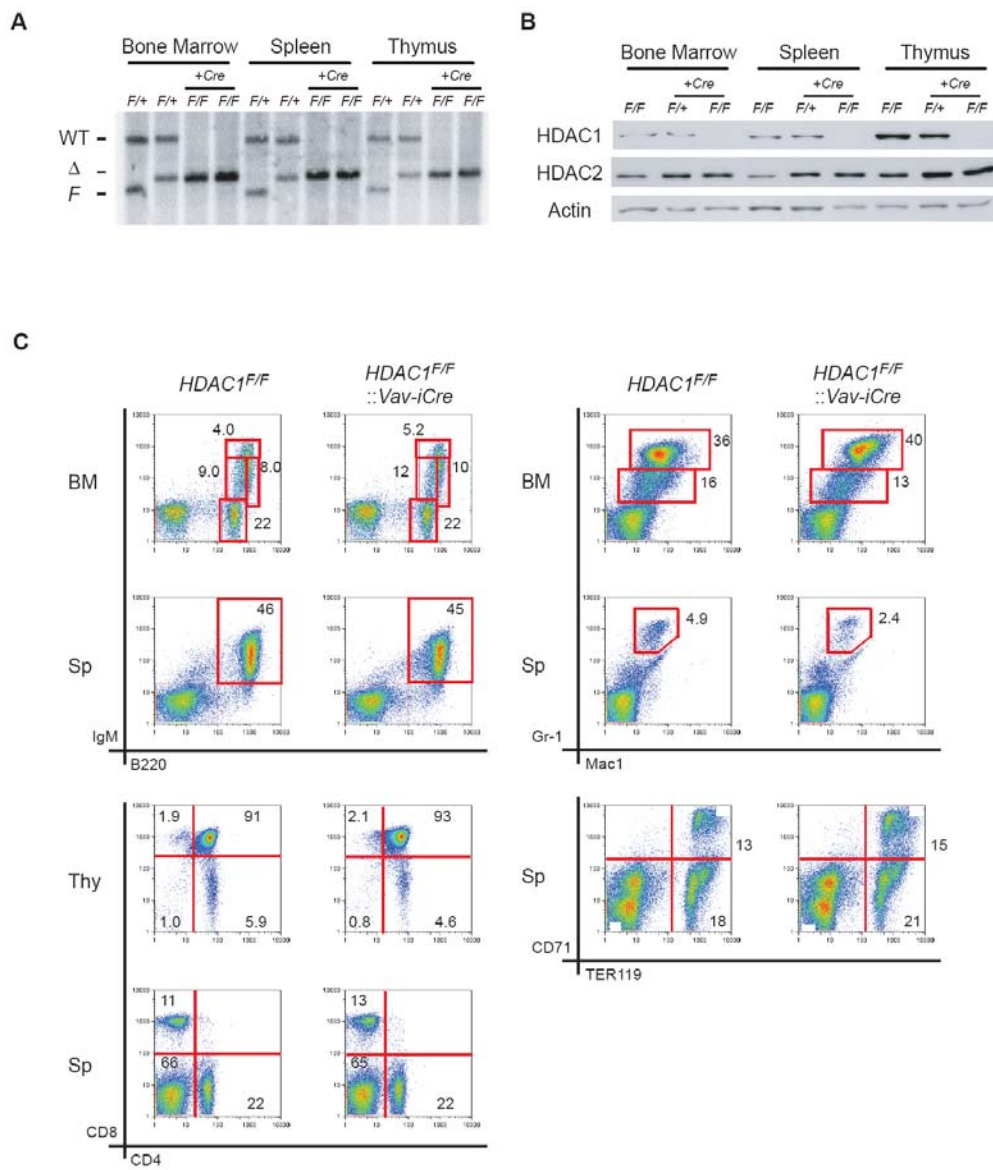 A
Bone Marrow Spleen Thymus
+Cre +Cre +Cre
F/+ F/+ F/F F/F F/+ F/+ F/F F/F F/+ F/+ F/F F/F
WT
Δ
F
B
Bone Marrow Spleen Thymus
+Cre +Cre +Cre
F/F F/+ F/F F/F F/+ F/F F/F F/+ F/F
HDAC1
HDAC2
Actin
C
HDAC1F/F
HDAC1F/F
::Vav-iCre
BM
4.0
9.0
8.0
22
5.2
12
10
22
Sp
46
45
IgM
B220
Thy
1.9 91
1.0 5.9
2.1 93
0.8 4.6
Sp
11
66
22
13
65
22
CD8
CD4
HDAC1F/F
HDAC1F/F
::Vav-iCre
BM
36
16
40
13
Sp
4.9
2.4
Gr-1
Mac1
Sp
13
18
15
21
CD71
TER119